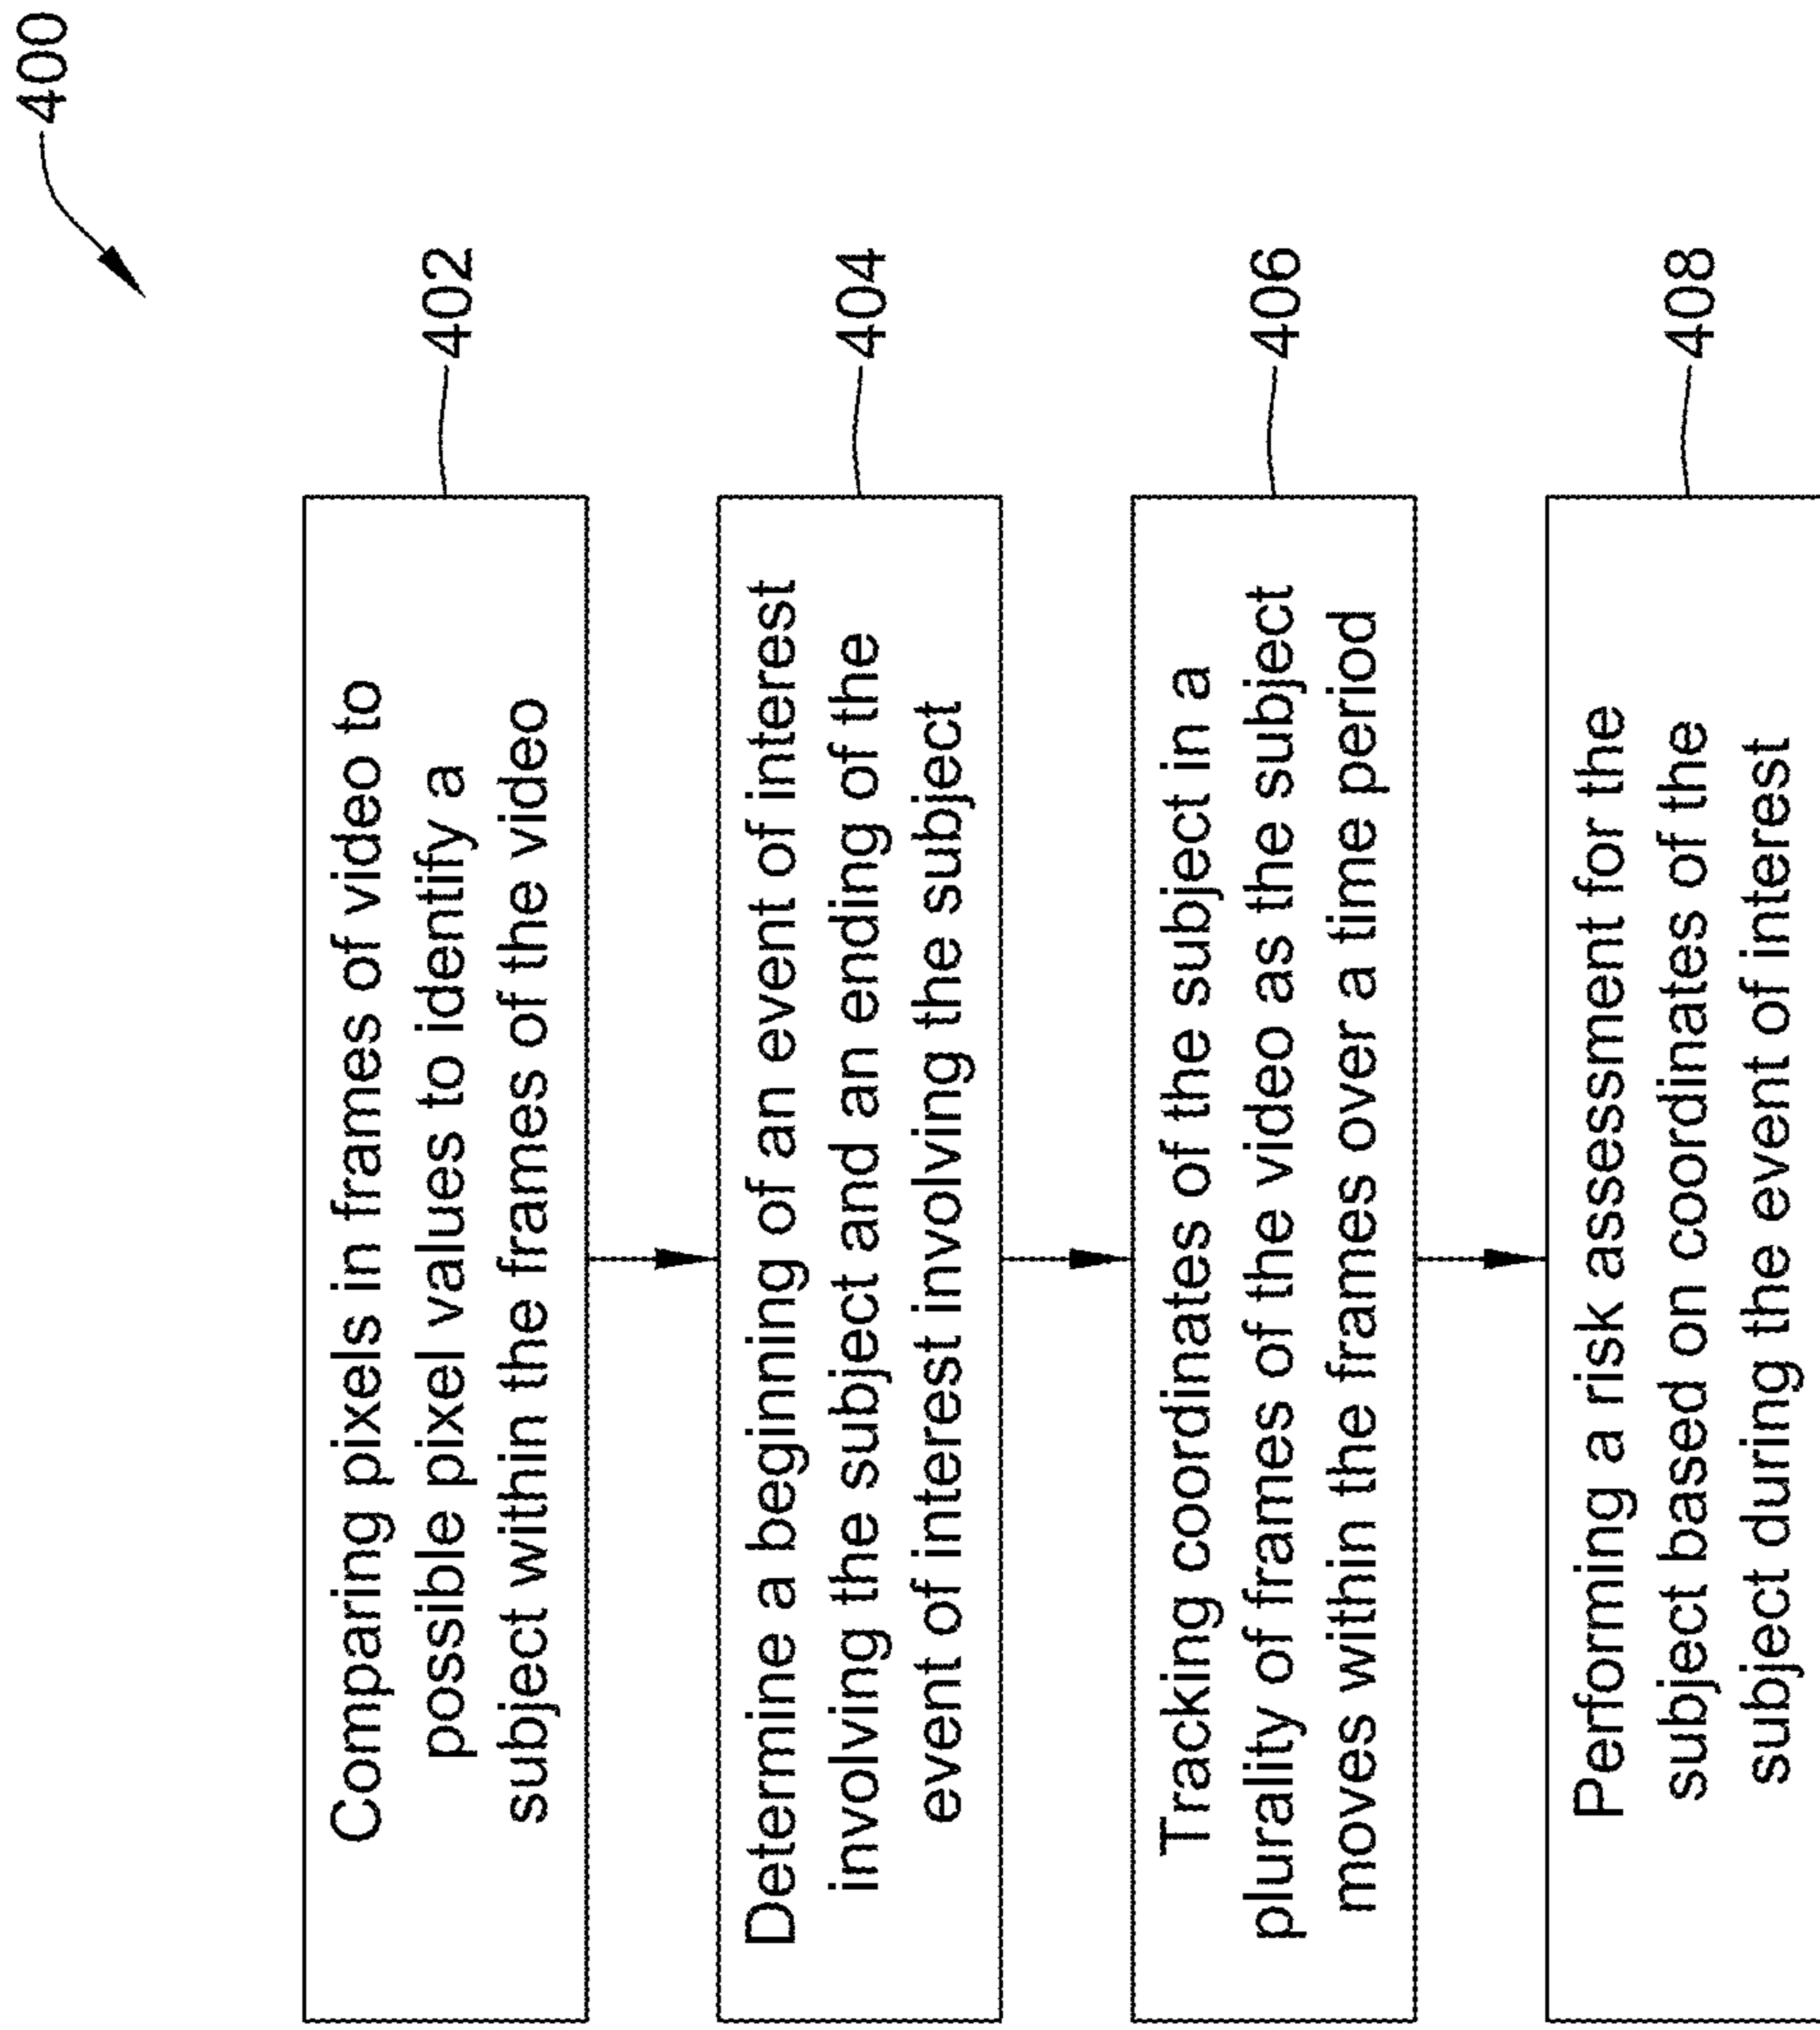 400
Comparing pixels in frames of video to
possible pixel values to identify a
subject within the frames of the video
402
Determine a beginning of an event of interest
involving the subject and an ending of the
event of interest involving the subject
404
Tracking coordinates of the subject in a
plurality of frames of the video as the subject
moves within the frames over a time period
406
Performing a risk assessment for the
subject based on coordinates of the
subject during the event of interest
408